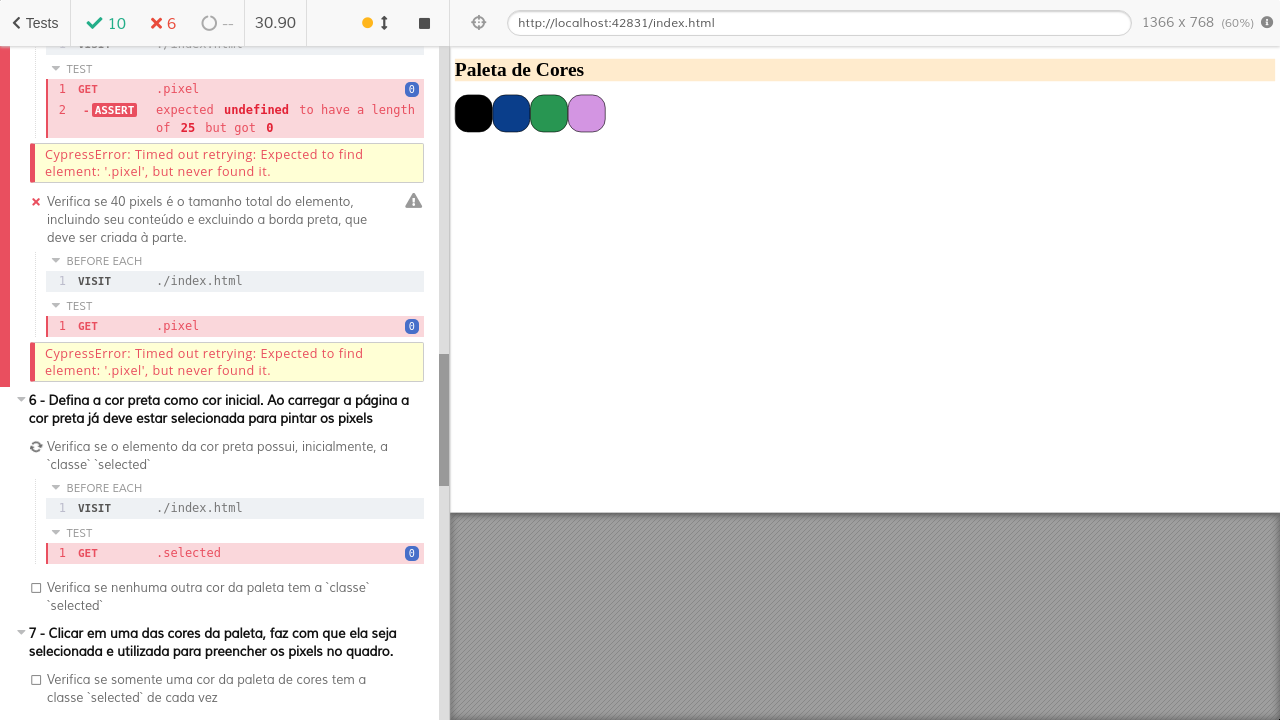 Tests
10
6
--
30.90
http://localhost:42831/index.html
1366 x 768 (60%)
TEST
1 GET .pixel 0
2 -ASSERT expected undefined to have a length
of 25 but got 0
CypressError: Timed out retrying: Expected to find
element: '.pixel', but never found it.
Verifica se 40 pixels é o tamanho total do elemento,
incluindo seu conteúdo e excluindo a borda preta, que
deve ser criada à parte.
BEFORE EACH
1 VISIT ./index.html
TEST
1 GET .pixel 0
CypressError: Timed out retrying: Expected to find
element: '.pixel', but never found it.
6 - Defina a cor preta como cor inicial. Ao carregar a página a
cor preta já deve estar selecionada para pintar os pixels
Verifica se o elemento da cor preta possui, inicialmente, a
`classe` `selected`
BEFORE EACH
1 VISIT ./index.html
TEST
1 GET .selected 0
Verifica se nenhuma outra cor da paleta tem a `classe`
`selected`
7 - Clicar em uma das cores da paleta, faz com que ela seja
selecionada e utilizada para preencher os pixels no quadro.
Verifica se somente uma cor da paleta de cores tem a
classe `selected` de cada vez
Paleta de Cores